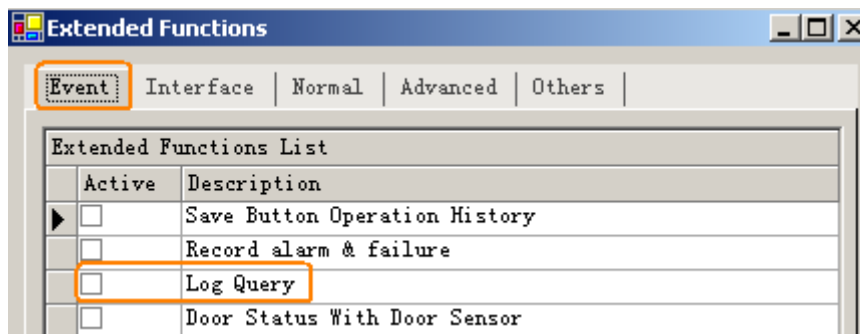 Extended Functions
Event Interface Normal Advanced Others
Extended Functions List
Active Description
Save Button Operation History
Record alarm & failure
Log Query
Door Status With Door Sensor